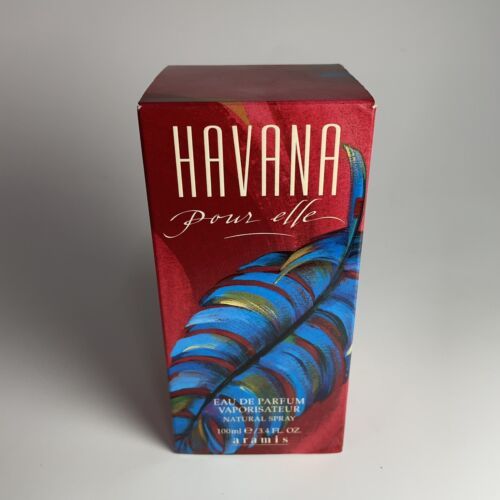 HAVANA
pour elle
EAU DE PARFUM
VAPORISATEUR
NATURAL SPRAY
100ml e /3.4 FL. OZ.
aramis